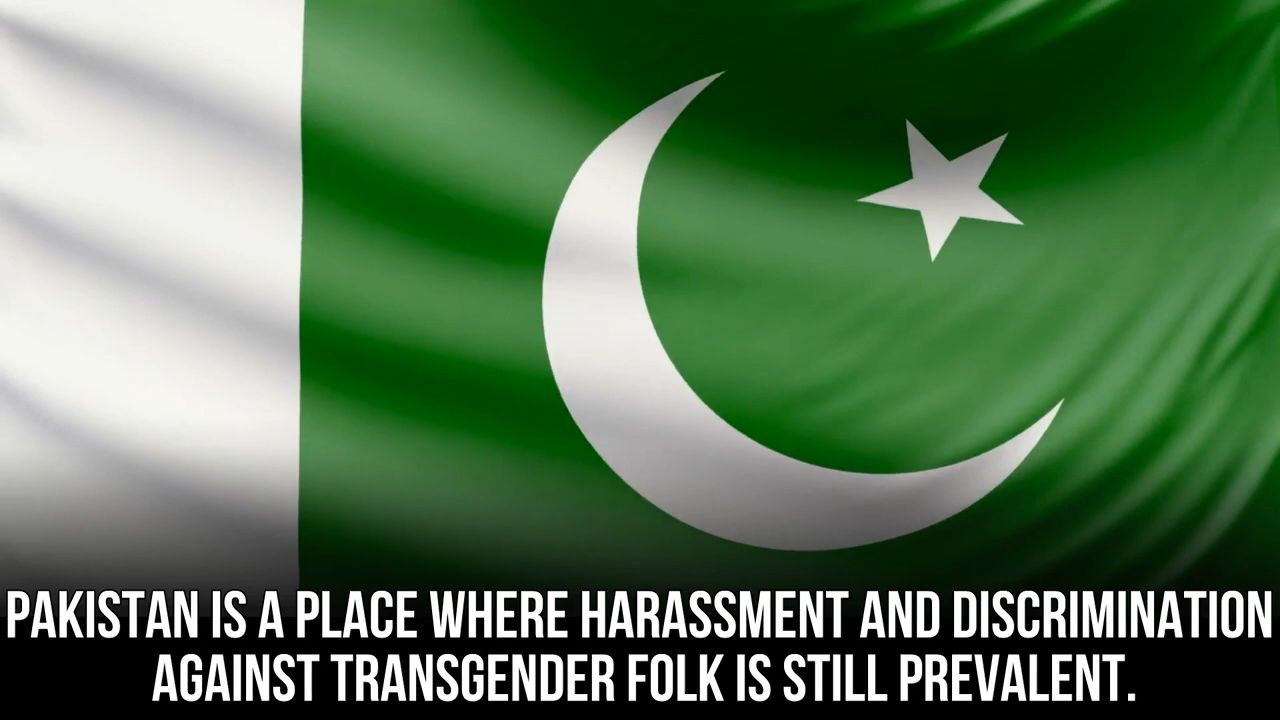 PAKISTAN IS A PLACE WHERE HARASSMENT AND DISCRIMINATION
AGAINST TRANSGENDER FOLK IS STILL PREVALENT.